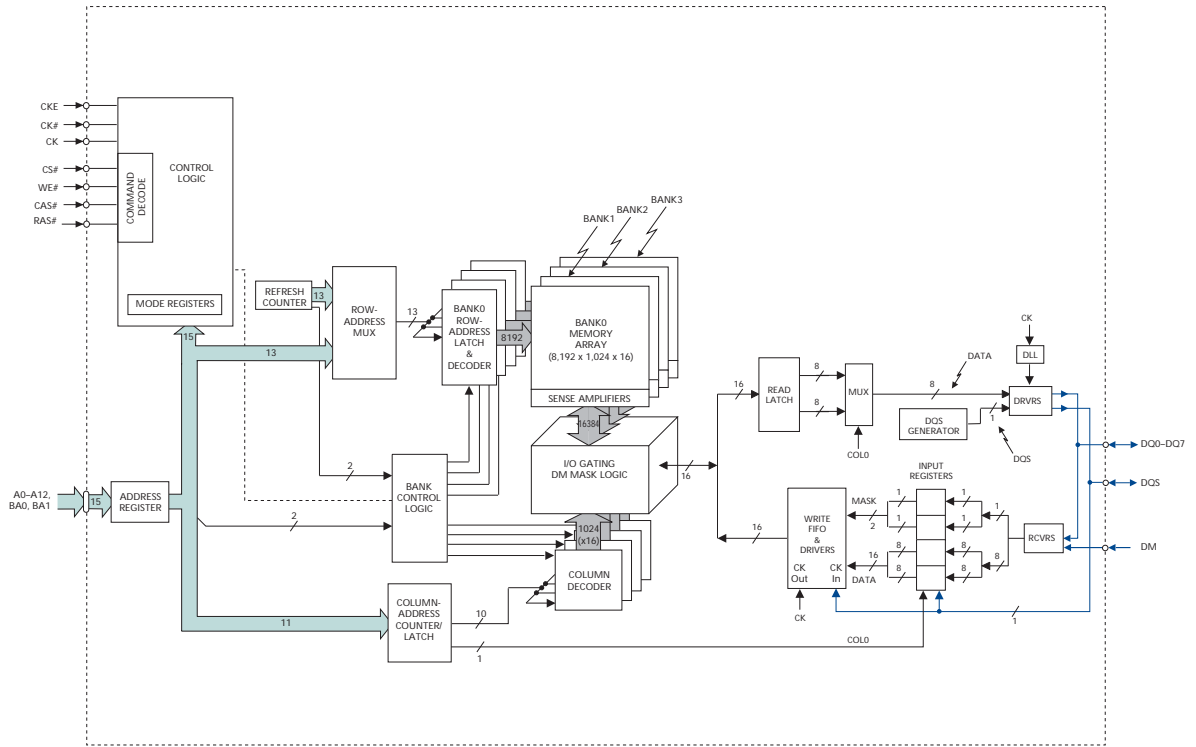 CKE
CK#
CK
CS#
WE#
CAS#
RAS#
COMMAND
DECODE
CONTROL
LOGIC
MODE REGISTERS
15
REFRESH
COUNTER
13
13
ROW-
ADDRESS
MUX
13
BANK0
ROW-
ADDRESS
LATCH
&
DECODER
8192
BANK1
BANK2
BANK3
BANK0
MEMORY
ARRAY
(8,192 x 1,024 x 16)
SENSE AMPLIFIERS
16384
I/O GATING
DM MASK LOGIC
16
16
READ
LATCH
8
8
MUX
COL0
8
DATA
CK
DLL
DRVRS
DQS
GENERATOR
1
DQS
DQ0–DQ7
DQS
DM
A0–A12,
BA0, BA1
15
ADDRESS
REGISTER
2
2
BANK
CONTROL
LOGIC
1024
(x16)
COLUMN
DECODER
11
COLUMN-
ADDRESS
COUNTER/
LATCH
10
1
COL0
16
WRITE
FIFO
&
DRIVERS
CK
Out
CK
In
CK
MASK
2
16
DATA
INPUT
REGISTERS
1
1
8
8
1
1
8
8
1
8
RCVRS
1